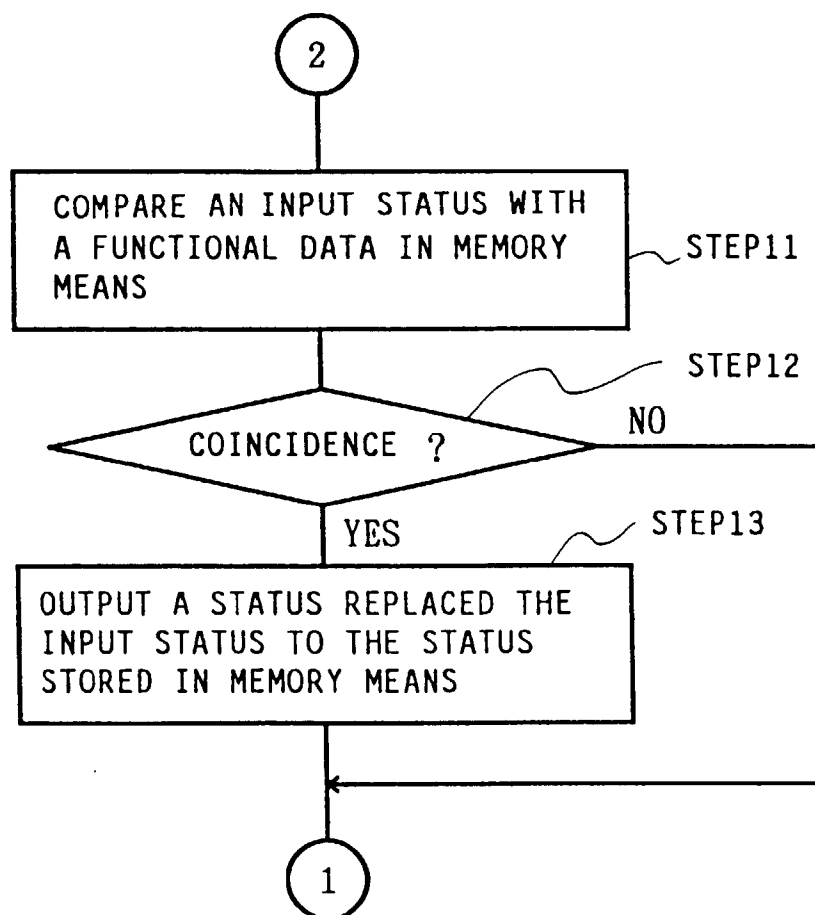 2
COMPARE AN INPUT STATUS WITH
A FUNCTIONAL DATA IN MEMORY
MEANS
STEP11
STEP12
COINCIDENCE ?
NO
YES
STEP13
OUTPUT A STATUS REPLACED THE
INPUT STATUS TO THE STATUS
STORED IN MEMORY MEANS
1